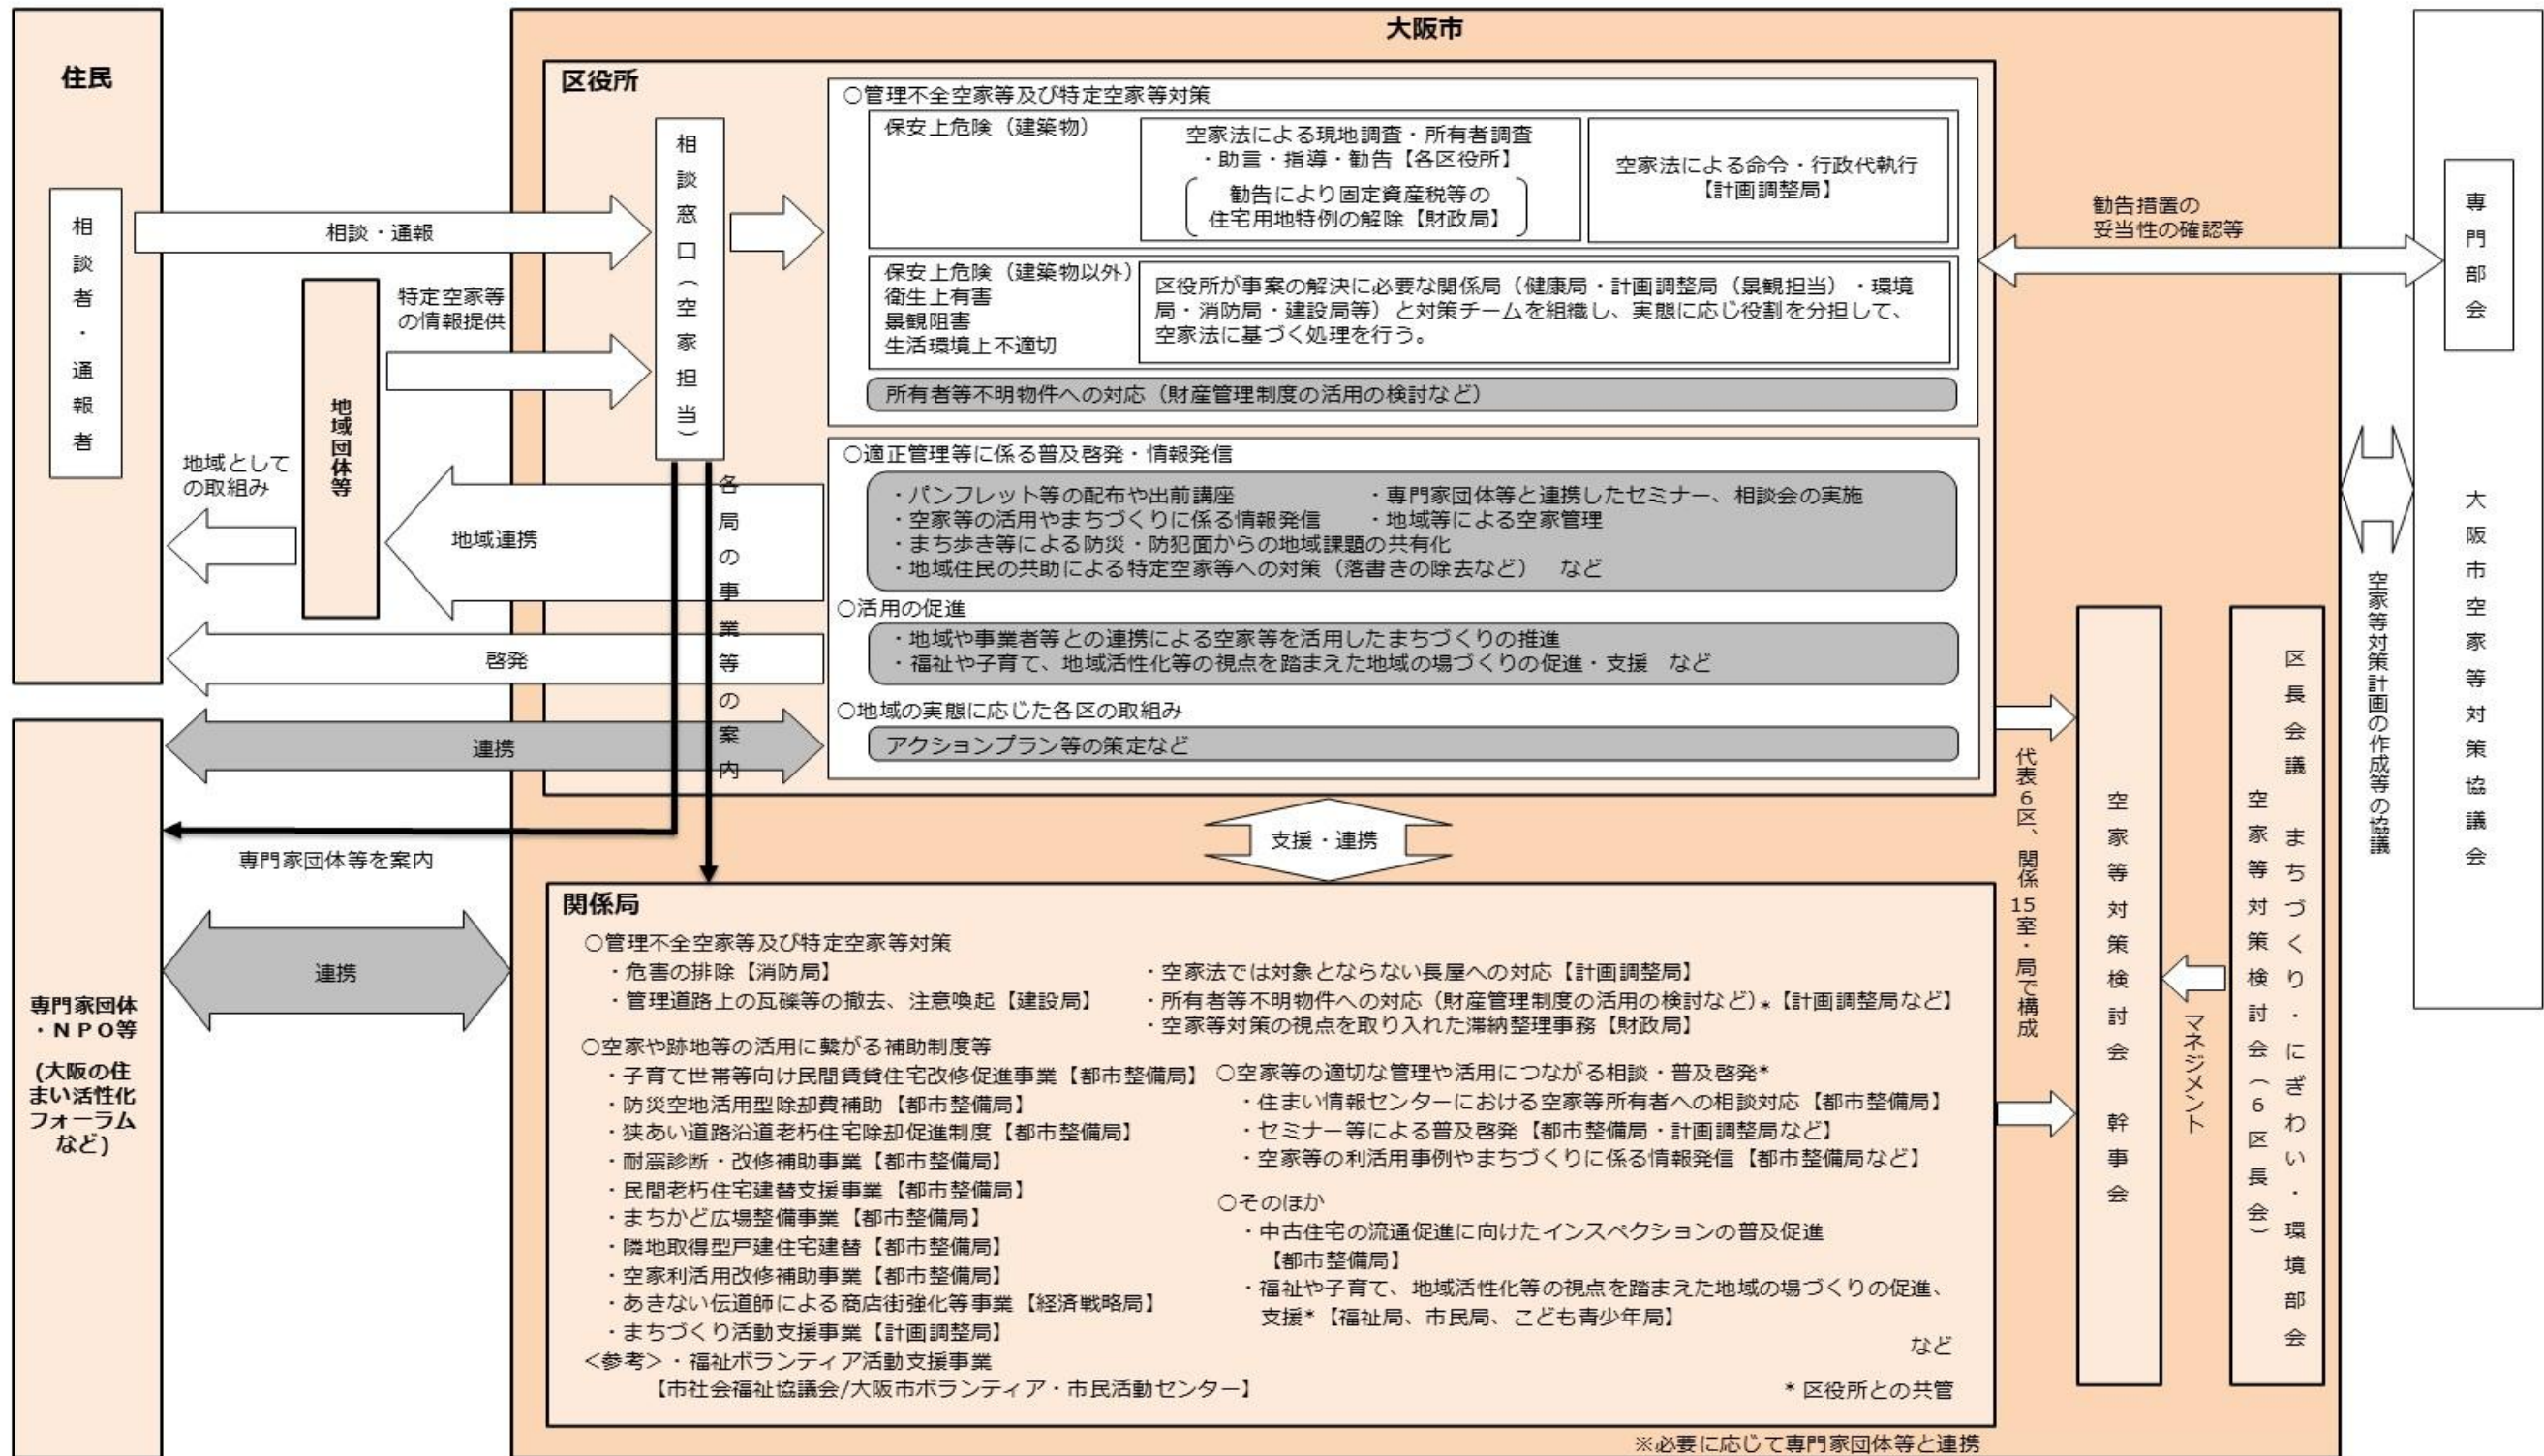 大阪市
住民
相談者・通報者
相談・通報
地域団体等
特定空家等
の情報提供
地域として
の取組み
地域連携
啓発
連携
専門家団体等を案内
連携
専門家団体
・ＮＰＯ等
(大阪の住
まい活性化
フォーラム
など)
区役所
相談窓口（空家担当）
各局の事業等の案内
○管理不全空家等及び特定空家等対策
保安上危険（建築物）
空家法による現地調査・所有者調査
・助言・指導・勧告【各区役所】
勧告により固定資産税等の
住宅用地特例の解除【財政局】
空家法による命令・行政代執行
【計画調整局】
保安上危険（建築物以外）
衛生上有害
景観阻害
生活環境上不適切
区役所が事案の解決に必要な関係局（健康局・計画調整局（景観担当）・環境
局・消防局・建設局等）と対策チームを組織し、実態に応じ役割を分担して、
空家法に基づく処理を行う。
所有者等不明物件への対応（財産管理制度の活用の検討など）
○適正管理等に係る普及啓発・情報発信
・パンフレット等の配布や出前講座　・専門家団体等と連携したセミナー、相談会の実施
・空家等の活用やまちづくりに係る情報発信　・地域等による空家管理
・まち歩き等による防災・防犯面からの地域課題の共有化
・地域住民の共助による特定空家等への対策（落書きの除去など）　など
○活用の促進
・地域や事業者等との連携による空家等を活用したまちづくりの推進
・福祉や子育て、地域活性化等の視点を踏まえた地域の場づくりの促進・支援　など
○地域の実態に応じた各区の取組み
アクションプラン等の策定など
支援・連携
関係局
○管理不全空家等及び特定空家等対策
・危害の排除【消防局】
・管理道路上の瓦礫等の撤去、注意喚起【建設局】
・空家法では対象とならない長屋への対応【計画調整局】
・所有者等不明物件への対応（財産管理制度の活用の検討など）*【計画調整局など】
・空家等対策の視点を取り入れた滞納整理事務【財政局】
○空家や跡地等の活用に繋がる補助制度等
・子育て世帯等向け民間賃貸住宅改修促進事業【都市整備局】
・防災空地活用型除却費補助【都市整備局】
・狭あい道路沿道老朽住宅除却促進制度【都市整備局】
・耐震診断・改修補助事業【都市整備局】
・民間老朽住宅建替支援事業【都市整備局】
・まちかど広場整備事業【都市整備局】
・隣地取得型戸建住宅建替【都市整備局】
・空家利活用改修補助事業【都市整備局】
・あきない伝道師による商店街強化等事業【経済戦略局】
・まちづくり活動支援事業【計画調整局】
＜参考＞・福祉ボランティア活動支援事業
【市社会福祉協議会/大阪市ボランティア・市民活動センター】
○空家等の適切な管理や活用につながる相談・普及啓発*
・住まい情報センターにおける空家等所有者への相談対応【都市整備局】
・セミナー等による普及啓発【都市整備局・計画調整局など】
・空家等の利活用事例やまちづくりに係る情報発信【都市整備局など】
○そのほか
・中古住宅の流通促進に向けたインスペクションの普及促進
【都市整備局】
・福祉や子育て、地域活性化等の視点を踏まえた地域の場づくりの促進、
支援*【福祉局、市民局、こども青少年局】
など
* 区役所との共管
※必要に応じて専門家団体等と連携
代表６区、関係15室・局で構成
空家等対策検討会　幹事会
マネジメント
区長会議　まちづくり・にぎわい・環境部会
空家等対策検討会（６区長会）
勧告措置の
妥当性の確認等
空家等対策計画の作成等の協議
専門部会
大阪市空家等対策協議会